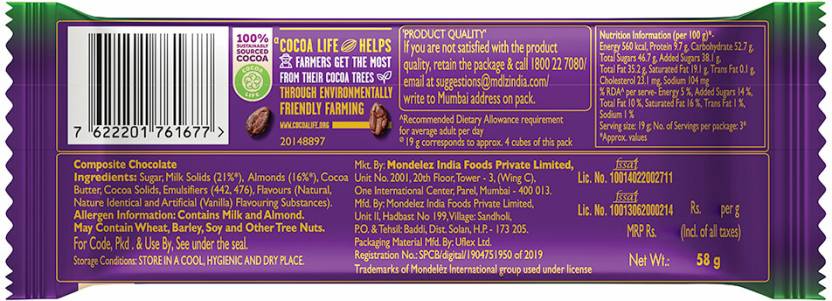 7 622201 761677 >
100%
SUSTAINABLY
SOURCED
COCOA
COCOA
LIFE
COCOA LIFE HELPS
FARMERS GET THE MOST
FROM THEIR COCOA TREES
THROUGH ENVIRONMENTALLY
FRIENDLY FARMING
WWW.COCOALIFE.ORG
20148897
"PRODUCT QUALITY"
If you are not satisfied with the product
quality, retain the package & call 1800 22 7080/
email at suggestions@mdlzindia.com/
write to Mumbai address on pack.
^Recommended Dietary Allowance requirement
for average adult per day
19 g corresponds to approx. 4 cubes of this pack
Nutrition Information (per 100 g)*-
Energy 560 kcal, Protein 9.7 g, Carbohydrate 52.7 g,
Total Sugars 46.7 g, Added Sugars 38.1 g,
Total Fat 35.2 g, Saturated Fat 19.1 g, Trans Fat 0.1 g,
Cholesterol 23.1 mg, Sodium 104 mg
% RDA^ per serve- Energy 5 %, Added Sugars 14 %,
Total Fat 10 %, Saturated Fat 16 %, Trans Fat 1 %,
Sodium 1 %
Serving size: 19 g; No. of Servings per package: 3*
*Approx. values
Composite Chocolate
Ingredients: Sugar, Milk Solids (21%*), Almonds (16%*), Cocoa
Butter, Cocoa Solids, Emulsifiers (442, 476), Flavours (Natural,
Nature Identical and Artificial (Vanilla) Flavouring Substances).
Allergen Information: Contains Milk and Almond.
May Contain Wheat, Barley, Soy and Other Tree Nuts.
For Code, Pkd. & Use By, See under the seal.
Storage Conditions: STORE IN A COOL, HYGIENIC AND DRY PLACE.
Mkt. By: Mondelez India Foods Private Limited,
Unit No. 2001, 20th Floor, Tower - 3, (Wing C),
One International Center, Parel, Mumbai - 400 013.
Mfd. By: Mondelez India Foods Private Limited,
Unit II, Hadbast No 199, Village: Sandholi,
P.O. & Tehsil: Baddi, Dist. Solan, H.P. - 173 205.
Packaging Material Mfd. By: Uflex Ltd.
Registration No.: SPCB/digital/1904751950 of 2019
Trademarks of Mondelēz International group used under license
fssai
Lic. No. 10014022002711
fssai
Lic. No. 10013062000214
Rs. per g
MRP Rs. (Incl. of all taxes)
Net Wt.: 58 g